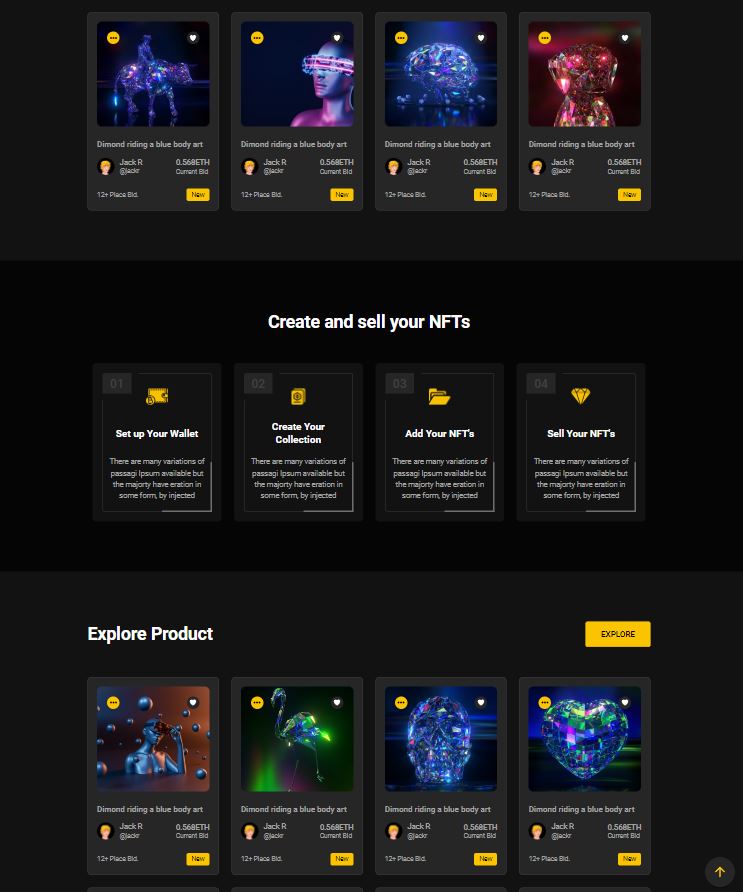 Dimond riding a blue body art
Jack R 0.568ETH
@jackr Current Bid
12+ Place Bid. New
Dimond riding a blue body art
Jack R 0.568ETH
@jackr Current Bid
12+ Place Bid. New
Dimond riding a blue body art
Jack R 0.568ETH
@jackr Current Bid
12+ Place Bid. New
Dimond riding a blue body art
Jack R 0.568ETH
@jackr Current Bid
12+ Place Bid. New
Create and sell your NFTs
01
Set up Your Wallet
There are many variations of
passagi Ipsum available but
the majorty have eration in
some form, by injected
02
Create Your
Collection
There are many variations of
passagi Ipsum available but
the majorty have eration in
some form, by injected
03
Add Your NFT's
There are many variations of
passagi Ipsum available but
the majorty have eration in
some form, by injected
04
Sell Your NFT's
There are many variations of
passagi Ipsum available but
the majorty have eration in
some form, by injected
Explore Product
EXPLORE
Dimond riding a blue body art
Jack R 0.568ETH
@jackr Current Bid
12+ Place Bid. New
Dimond riding a blue body art
Jack R 0.568ETH
@jackr Current Bid
12+ Place Bid. New
Dimond riding a blue body art
Jack R 0.568ETH
@jackr Current Bid
12+ Place Bid. New
Dimond riding a blue body art
Jack R 0.568ETH
@jackr Current Bid
12+ Place Bid. New